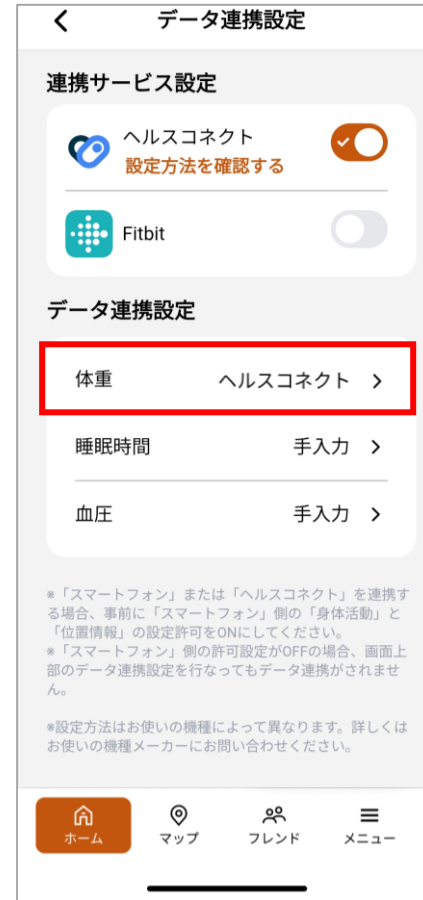 データ連携設定
連携サービス設定
ヘルスコネクト
設定方法を確認する
Fitbit
データ連携設定
体重 ヘルスコネクト
睡眠時間 手入力
血圧 手入力
※「スマートフォン」または「ヘルスコネクト」を連携す
る場合、事前に「スマートフォン」側の「身体活動」と
「位置情報」の設定許可をONにしてください。
※「スマートフォン」側の許可設定がOFFの場合、画面上
部のデータ連携設定を行なってもデータ連携がされませ
ん。
※設定方法はお使いの機種によって異なります。詳しくは
お使いの機種メーカーにお問い合わせください。
ホーム マップ フレンド メニュー